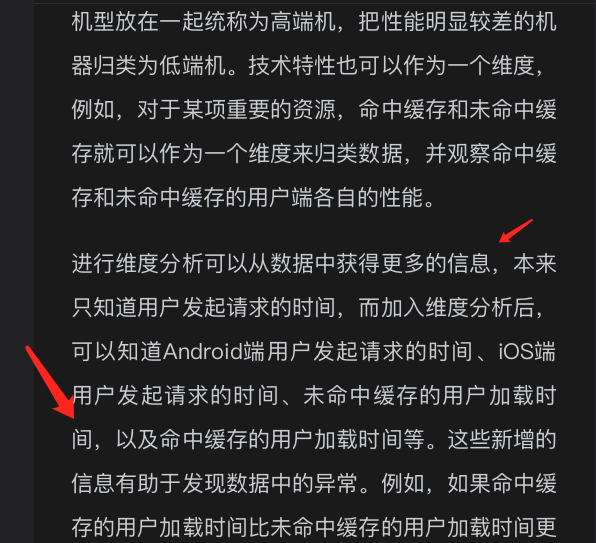 机型放在一起统称为高端机，把性能明显较差的机
器归类为低端机。技术特性也可以作为一个维度，
例如，对于某项重要的资源，命中缓存和未命中缓
存就可以作为一个维度来归类数据，并观察命中缓
存和未命中缓存的用户端各自的性能。
进行维度分析可以从数据中获得更多的信息，本来
只知道用户发起请求的时间，而加入维度分析后，
可以知道Android端用户发起请求的时间、iOS端
用户发起请求的时间、未命中缓存的用户加载时
间，以及命中缓存的用户加载时间等。这些新增的
信息有助于发现数据中的异常。例如，如果命中缓
存的用户加载时间比未命中缓存的用户加载时间更